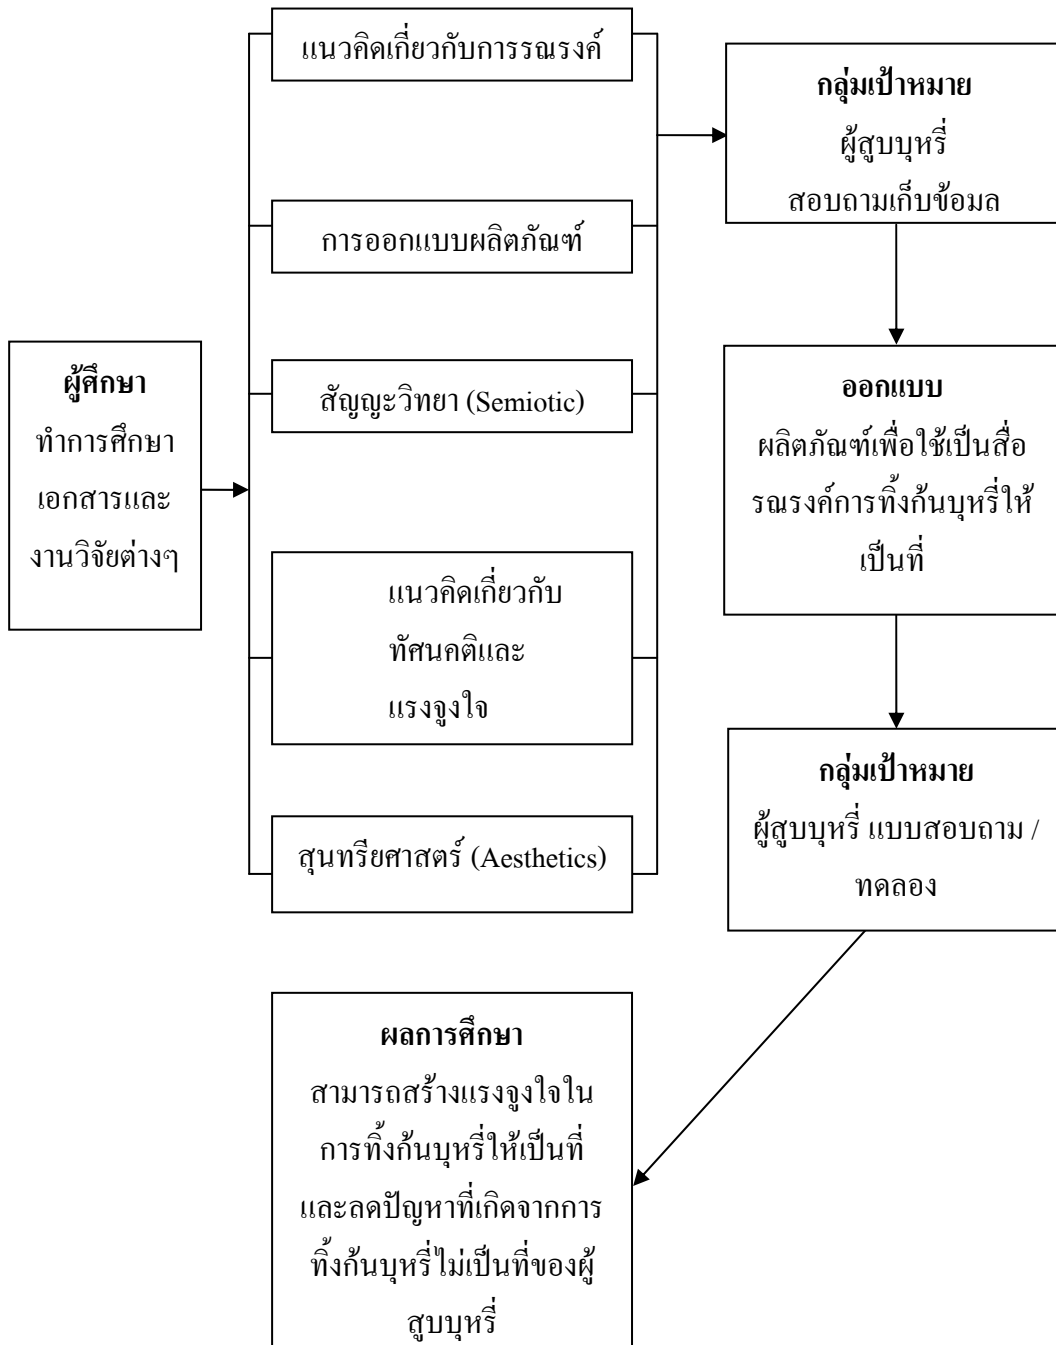 ผู้ศึกษา
ทำการศึกษา
เอกสารและ
งานวิจัยต่างๆ
แนวคิดเกี่ยวกับการรณรงค์
การออกแบบผลิตภัณฑ์
สัญญะวิทยา (Semiotic)
แนวคิดเกี่ยวกับ
ทัศนคติและ
แรงจูงใจ
สุนทรียศาสตร์ (Aesthetics)
กลุ่มเป้าหมาย
ผู้สูบบุหรี่
สอบถามเก็บข้อมล
ออกแบบ
ผลิตภัณฑ์เพื่อใช้เป็นสื่อ
รณรงค์การทิ้งก้นบุหรี่ให้
เป็นที่
กลุ่มเป้าหมาย
ผู้สูบบุหรี่ แบบสอบถาม /
ทดลอง
ผลการศึกษา
สามารถสร้างแรงจูงใจใน
การทิ้งก้นบุหรี่ให้เป็นที่
และลดปัญหาที่เกิดจากการ
ทิ้งก้นบุหรี่ไม่เป็นที่ของผู้
สูบบุหรี่